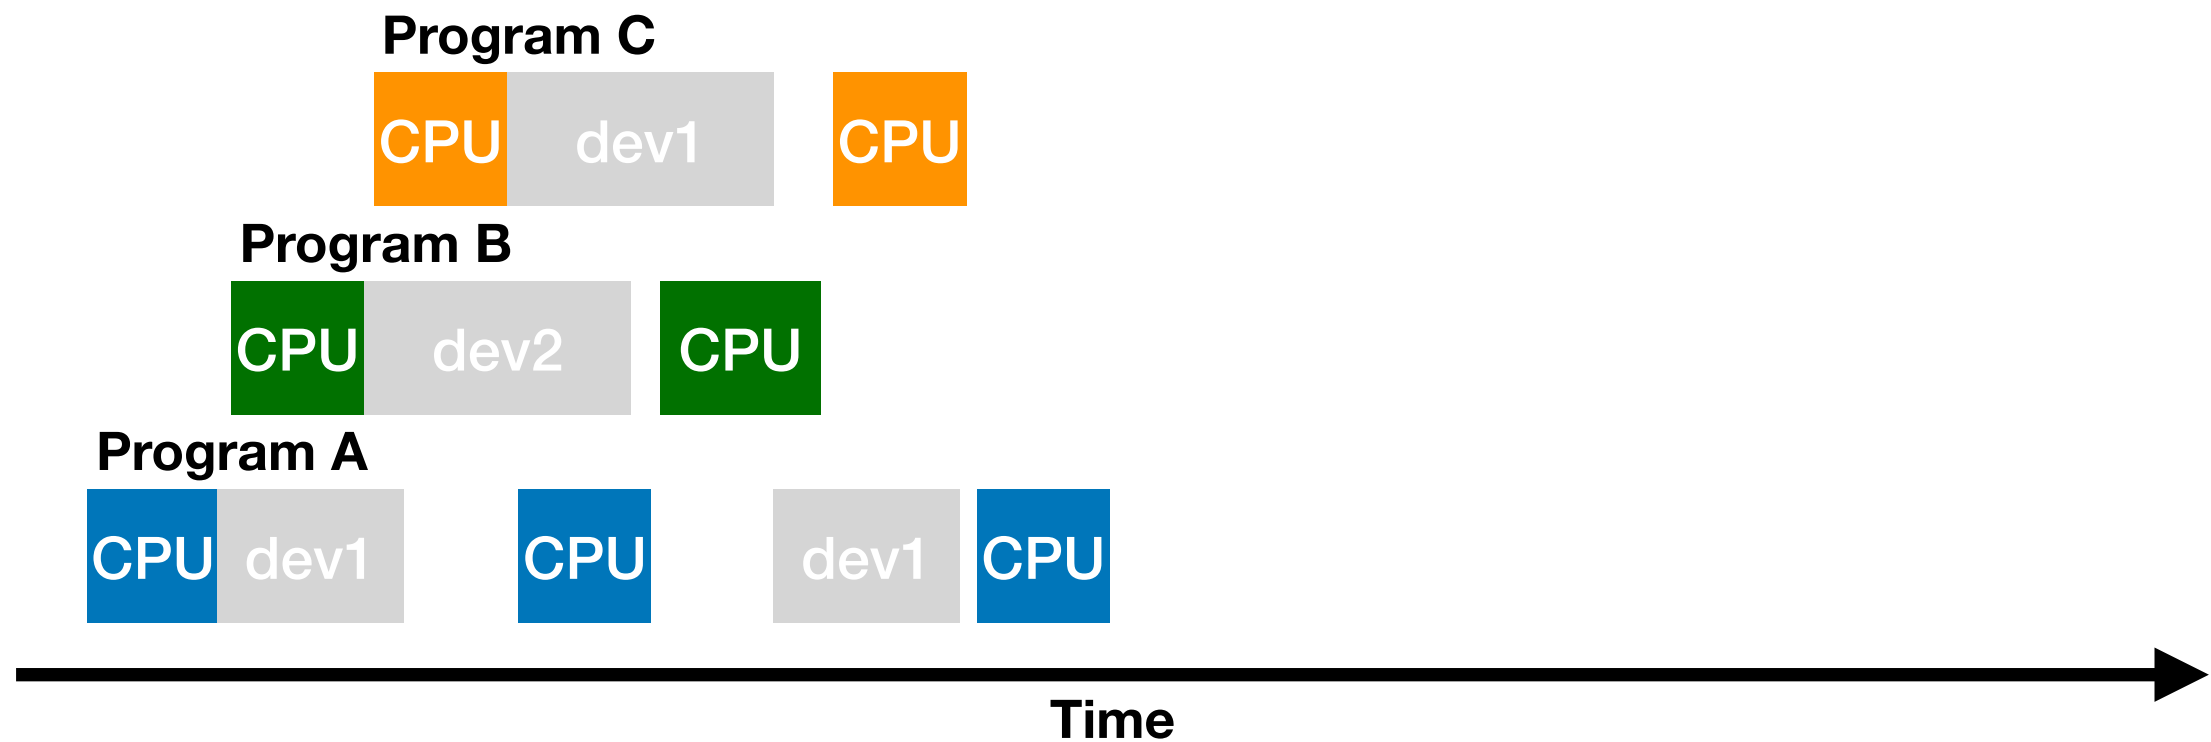 Program C
CPU dev1 CPU
Program B
CPU dev2 CPU
Program A
CPU dev1 CPU dev1 CPU
Time